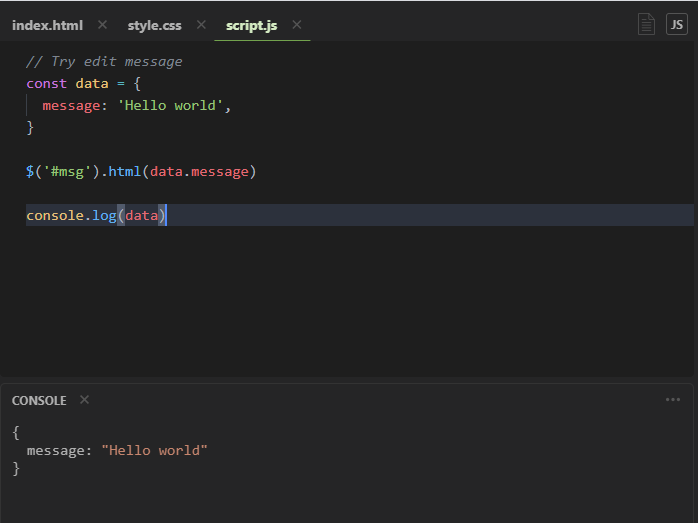 index.html × style.css × script.js × JS
// Try edit message
const data = {
  message: 'Hello world',
}
$('#msg').html(data.message)
console.log(data)
CONSOLE × ···
{
  message: "Hello world"
}